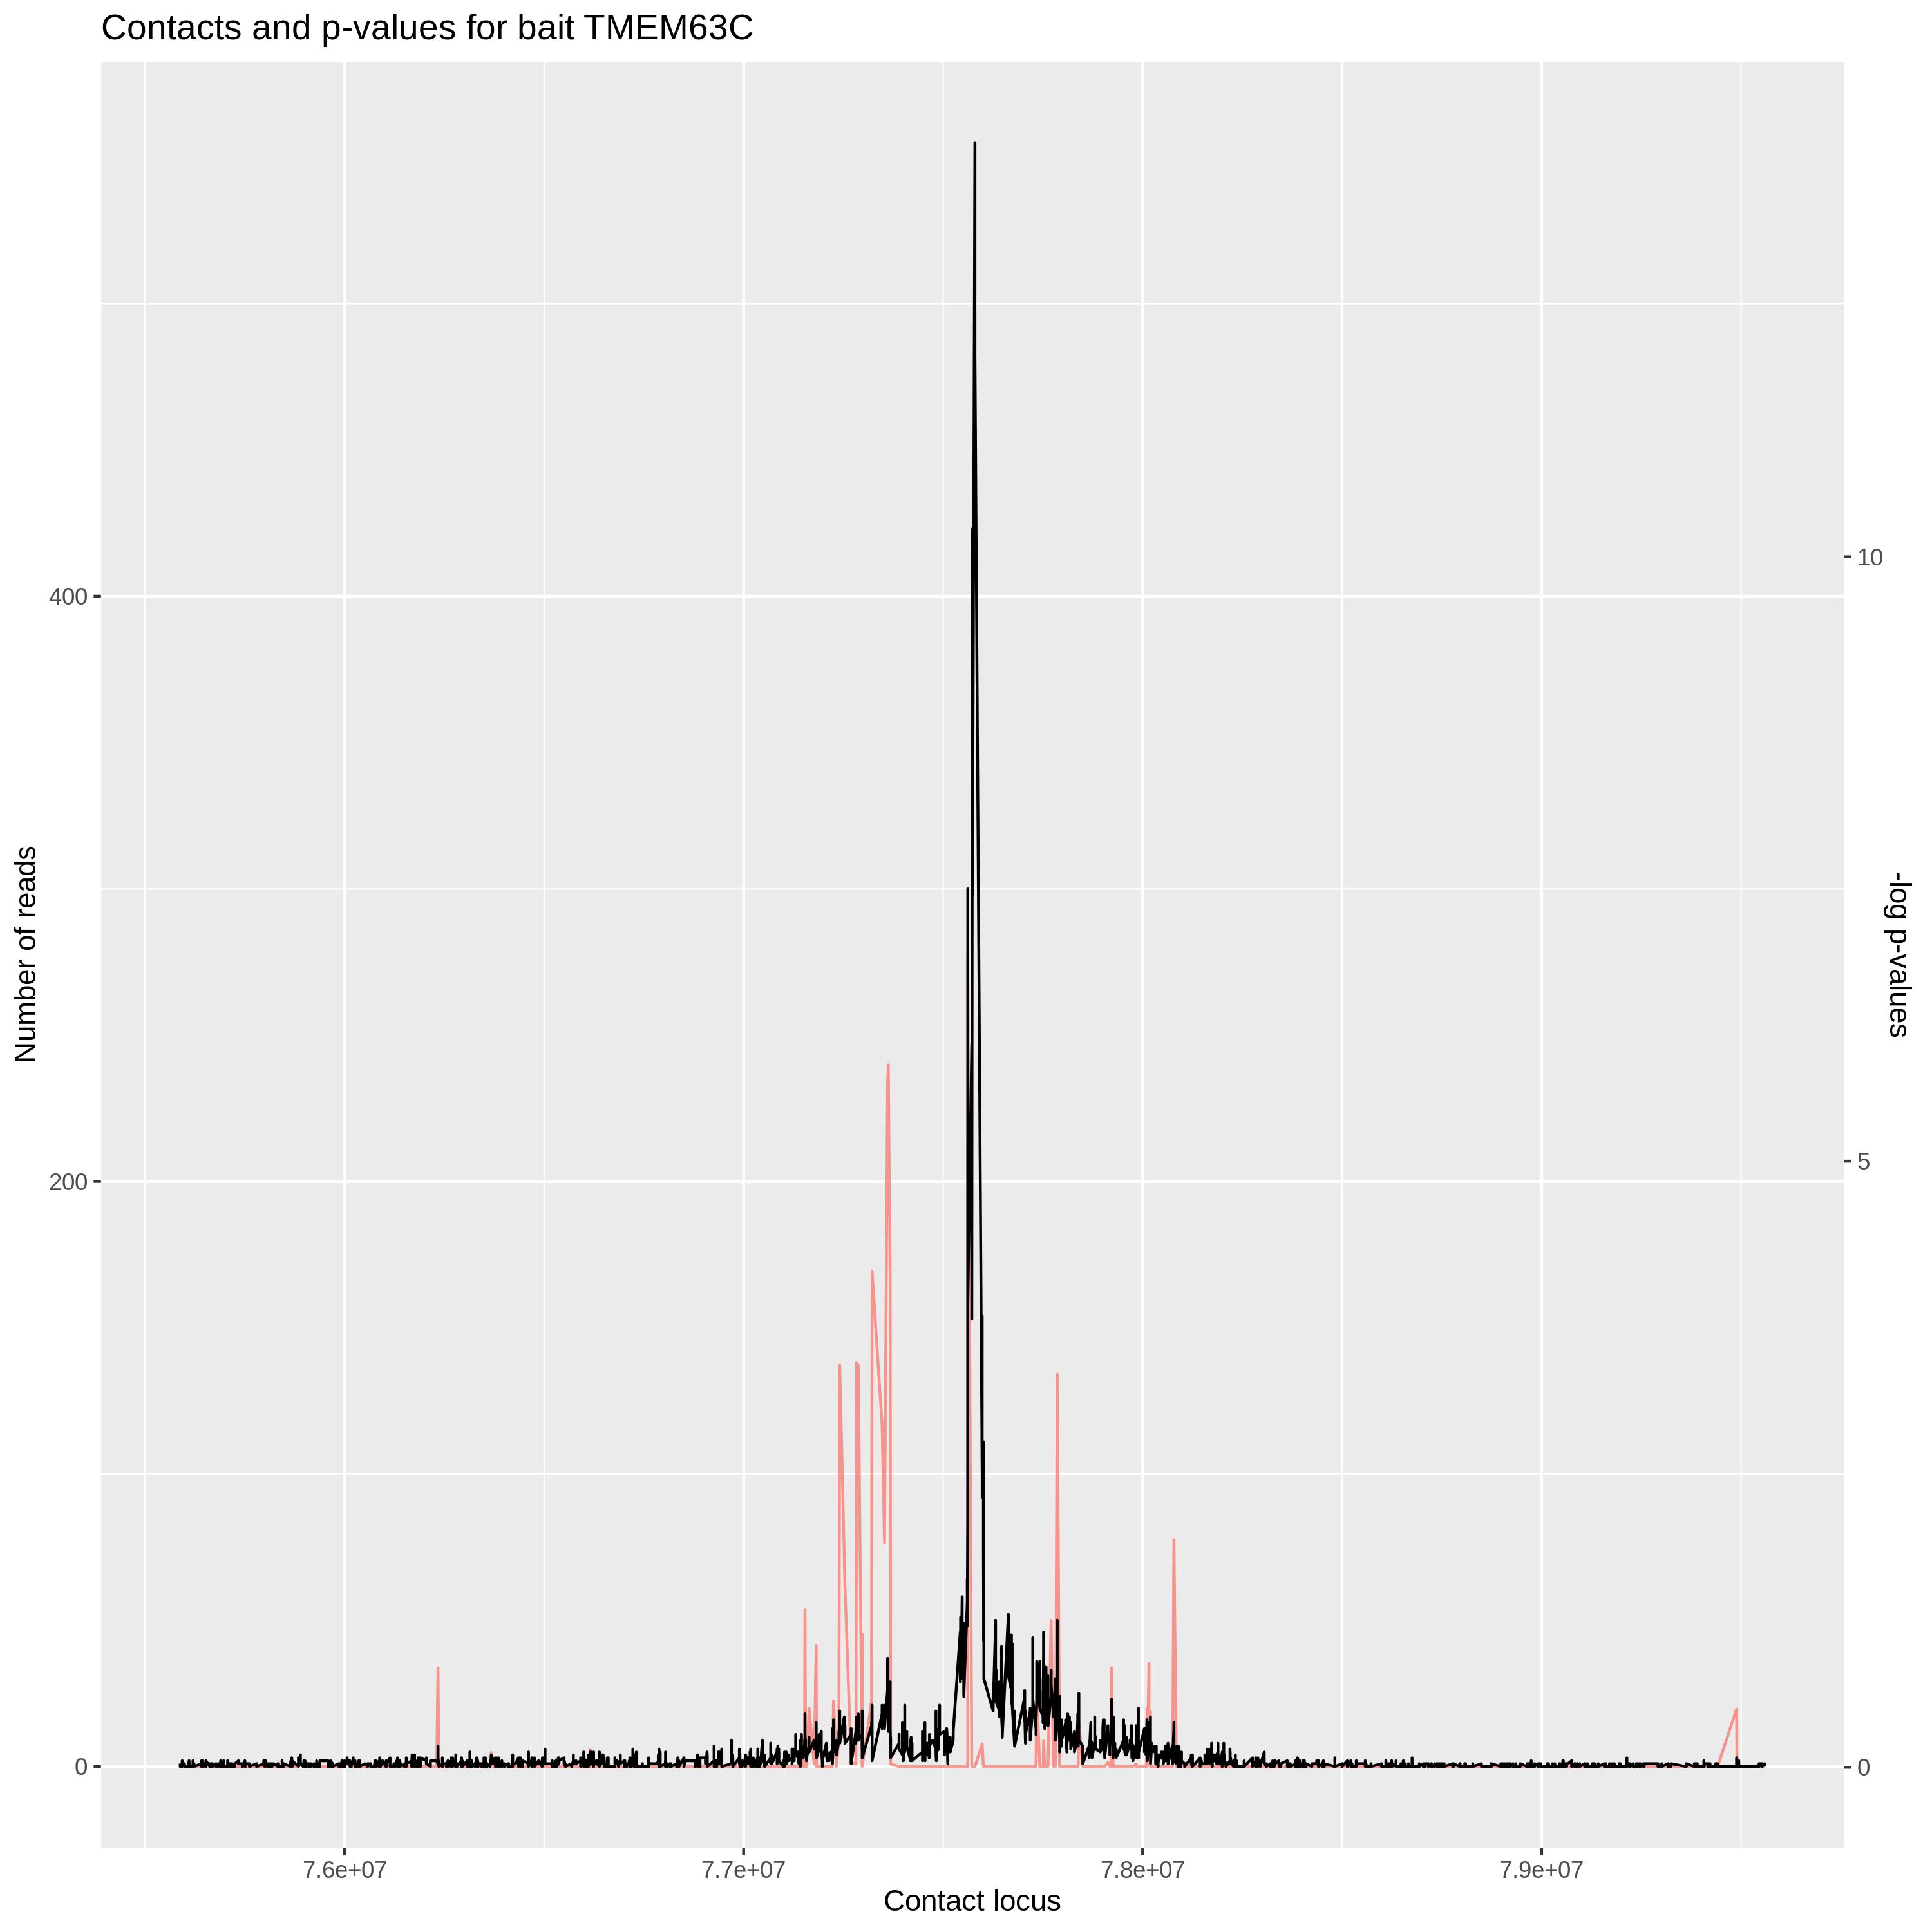 Contacts and p-values for bait TMEM63C
400
200
0
Number of reads
10
5
0
-log p-values
7.6e+07 7.7e+07 7.8e+07 7.9e+07
Contact locus